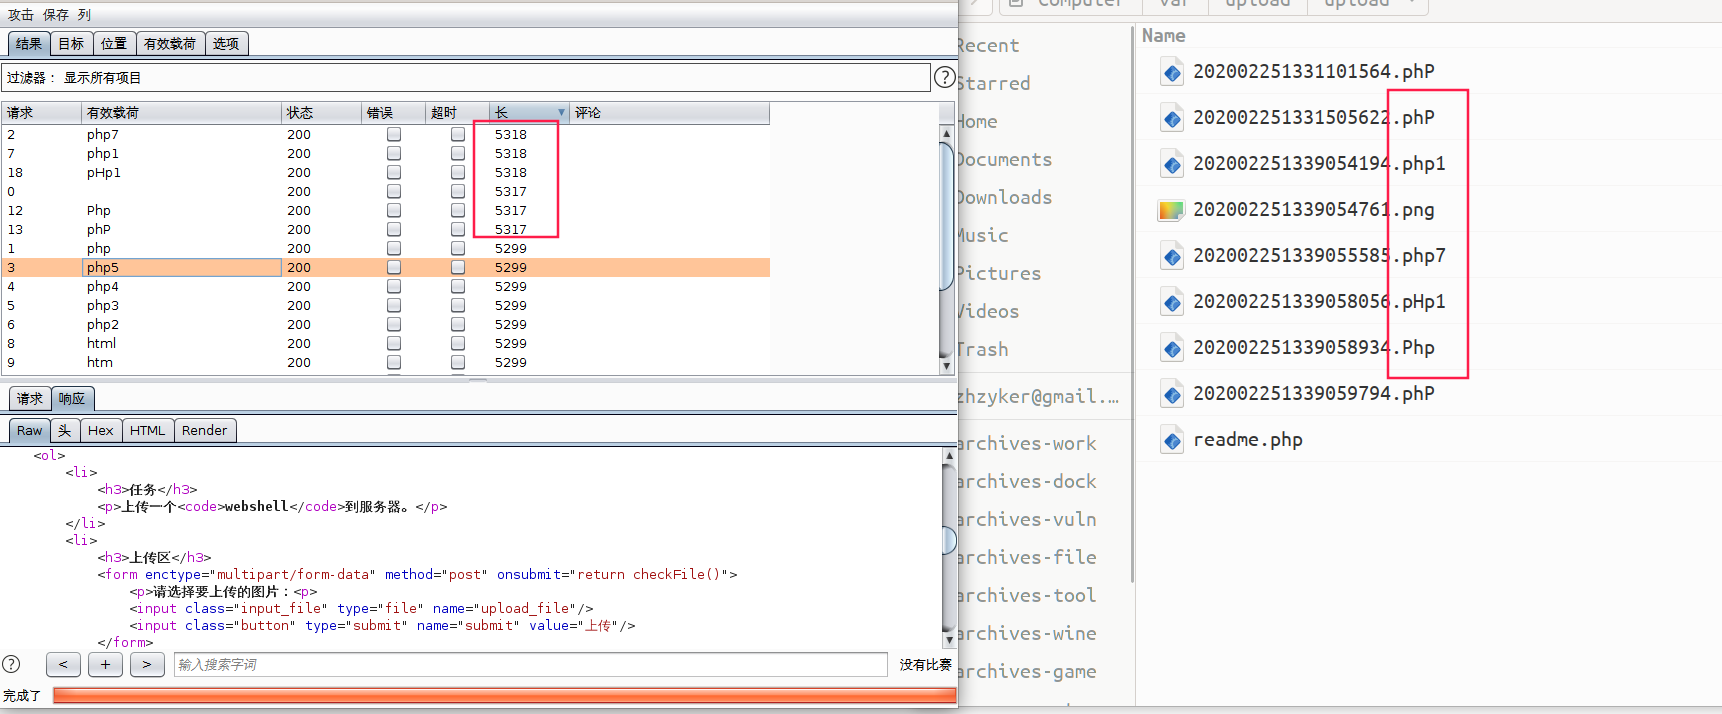 攻击 保存 列
结果 目标 位置 有效载荷 选项
过滤器： 显示所有项目 ?
请求 有效载荷 状态 错误 超时 长 评论
2 php7 200 5318
7 php1 200 5318
18 pHp1 200 5318
0 200 5317
12 Php 200 5317
13 phP 200 5317
1 php 200 5299
3 php5 200 5299
4 php4 200 5299
5 php3 200 5299
6 php2 200 5299
8 html 200 5299
9 htm 200 5299
请求 响应
Raw 头 Hex HTML Render
<ol>
<li>
<h3>任务</h3>
<p>上传一个<code>webshell</code>到服务器。</p>
</li>
<li>
<h3>上传区</h3>
<form enctype="multipart/form-data" method="post" onsubmit="return checkFile()">
<p>请选择要上传的图片：<p>
<input class="input_file" type="file" name="upload_file"/>
<input class="button" type="submit" name="submit" value="上传"/>
</form>
? < + > 输入搜索字词 没有比赛
完成了
Computer var upload upload
Recent
Starred
Home
Documents
Downloads
Music
Pictures
Videos
Trash
zhzyker@gmail.…
archives-work
archives-dock
archives-vuln
archives-file
archives-tool
archives-wine
archives-game
Name
202002251331101564.phP
202002251331505622.phP
202002251339054194.php1
202002251339054761.png
202002251339055585.php7
202002251339058056.pHp1
202002251339058934.Php
202002251339059794.phP
readme.php